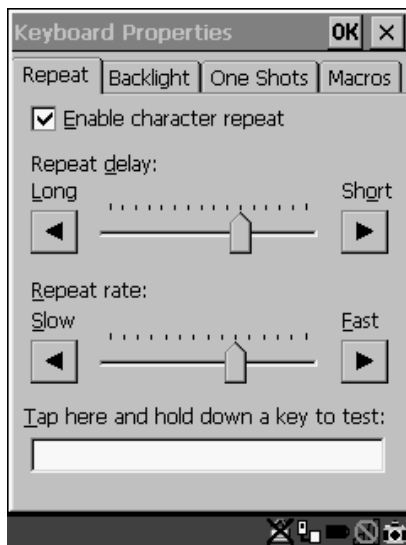 Keyboard Properties OK ×
Repeat Backlight One Shots Macros
Enable character repeat
Repeat delay:
Long Short
Repeat rate:
Slow Fast
Tap here and hold down a key to test: